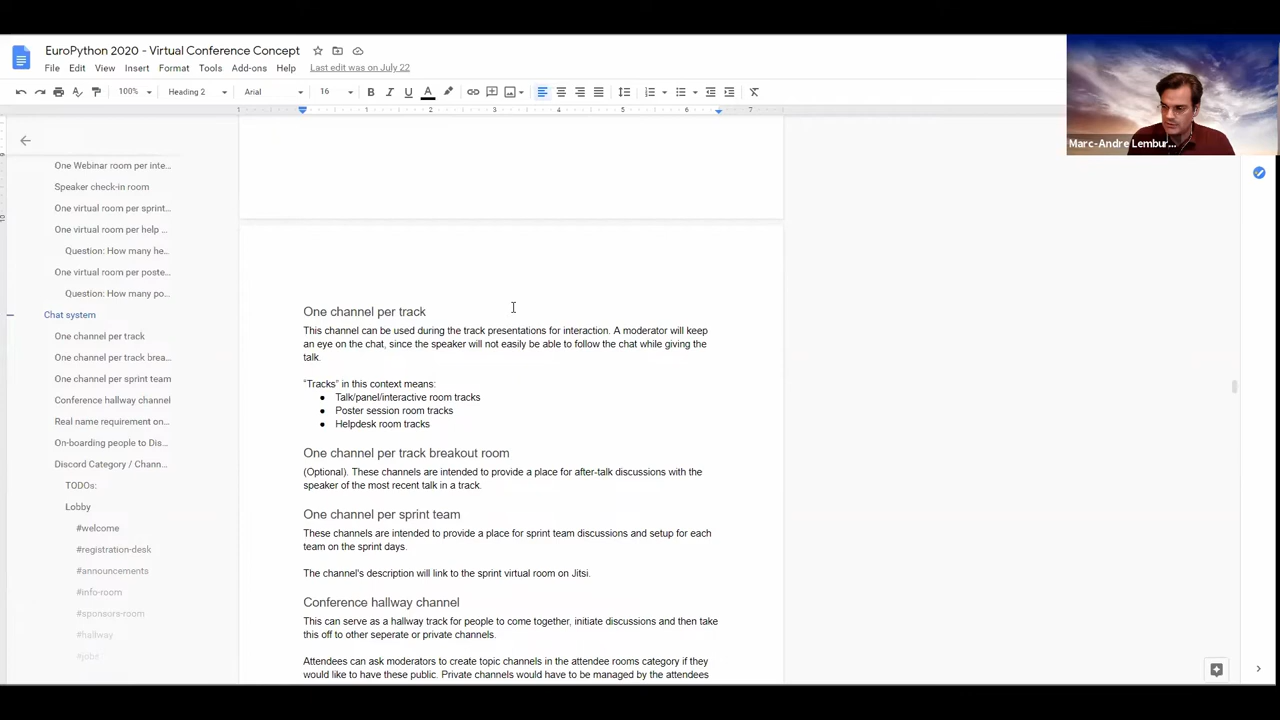 EuroPython 2020 - Virtual Conference Concept
File Edit View Insert Format Tools Add-ons Help Last edit was on July 22
100% Heading 2 Arial 16 B I U A
1 1 2 3 4 5 6 7
Marc-Andre Lembur...
One Webinar room per inte...
Speaker check-in room
One virtual room per sprint...
One virtual room per help ...
Question: How many he...
One virtual room per poste...
Question: How many po...
Chat system
One channel per track
One channel per track brea...
One channel per sprint team
Conference hallway channel
Real name requirement on...
On-boarding people to Dis...
Discord Category / Chann...
TODOs:
Lobby
#welcome
#registration-desk
#announcements
#info-room
#sponsors-room
#hallway
#jobs
One channel per track
This channel can be used during the track presentations for interaction. A moderator will keep
an eye on the chat, since the speaker will not easily be able to follow the chat while giving the
talk.
“Tracks” in this context means:
● Talk/panel/interactive room tracks
● Poster session room tracks
● Helpdesk room tracks
One channel per track breakout room
(Optional). These channels are intended to provide a place for after-talk discussions with the
speaker of the most recent talk in a track.
One channel per sprint team
These channels are intended to provide a place for sprint team discussions and setup for each
team on the sprint days.
The channel's description will link to the sprint virtual room on Jitsi.
Conference hallway channel
This can serve as a hallway track for people to come together, initiate discussions and then take
this off to other seperate or private channels.
Attendees can ask moderators to create topic channels in the attendee rooms category if they
would like to have these public. Private channels would have to be managed by the attendees